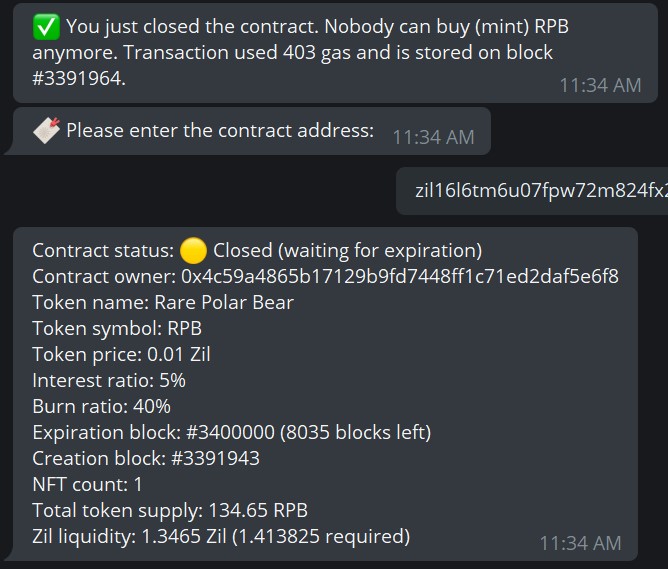 ✅ You just closed the contract. Nobody can buy (mint) RPB
anymore. Transaction used 403 gas and is stored on block
#3391964.
11:34 AM
Please enter the contract address:
11:34 AM
zil16l6tm6u07fpw72m824fx2
Contract status: 🟡 Closed (waiting for expiration)
Contract owner: 0x4c59a4865b17129b9fd7448ff1c71ed2daf5e6f8
Token name: Rare Polar Bear
Token symbol: RPB
Token price: 0.01 Zil
Interest ratio: 5%
Burn ratio: 40%
Expiration block: #3400000 (8035 blocks left)
Creation block: #3391943
NFT count: 1
Total token supply: 134.65 RPB
Zil liquidity: 1.3465 Zil (1.413825 required)
11:34 AM